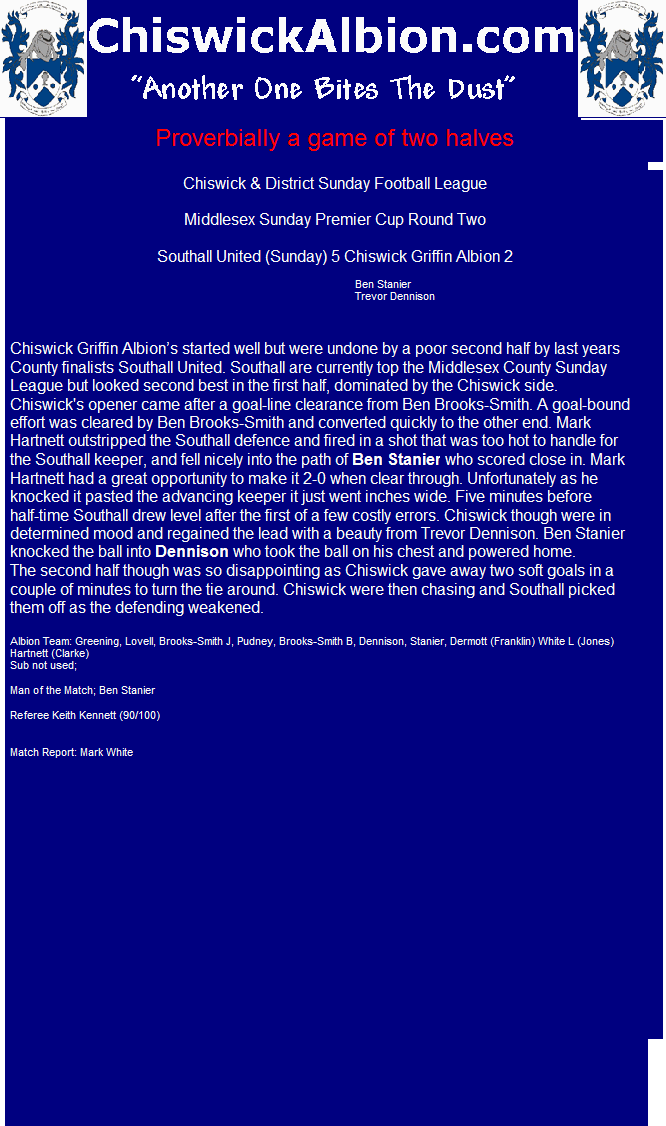 ChiswickAlbion.com
“Another One Bites The Dust”
Proverbially a game of two halves
Chiswick & District Sunday Football League
Middlesex Sunday Premier Cup Round Two
Southall United (Sunday) 5 Chiswick Griffin Albion 2
Ben Stanier
Trevor Dennison
Chiswick Griffin Albion’s started well but were undone by a poor second half by last years
County finalists Southall United. Southall are currently top the Middlesex County Sunday
League but looked second best in the first half, dominated by the Chiswick side.
Chiswick's opener came after a goal-line clearance from Ben Brooks-Smith. A goal-bound
effort was cleared by Ben Brooks-Smith and converted quickly to the other end. Mark
Hartnett outstripped the Southall defence and fired in a shot that was too hot to handle for
the Southall keeper, and fell nicely into the path of Ben Stanier who scored close in. Mark
Hartnett had a great opportunity to make it 2-0 when clear through. Unfortunately as he
knocked it pasted the advancing keeper it just went inches wide. Five minutes before
half-time Southall drew level after the first of a few costly errors. Chiswick though were in
determined mood and regained the lead with a beauty from Trevor Dennison. Ben Stanier
knocked the ball into Dennison who took the ball on his chest and powered home.
The second half though was so disappointing as Chiswick gave away two soft goals in a
couple of minutes to turn the tie around. Chiswick were then chasing and Southall picked
them off as the defending weakened.
Albion Team: Greening, Lovell, Brooks-Smith J, Pudney, Brooks-Smith B, Dennison, Stanier, Dermott (Franklin) White L (Jones)
Hartnett (Clarke)
Sub not used;
Man of the Match; Ben Stanier
Referee Keith Kennett (90/100)
Match Report: Mark White